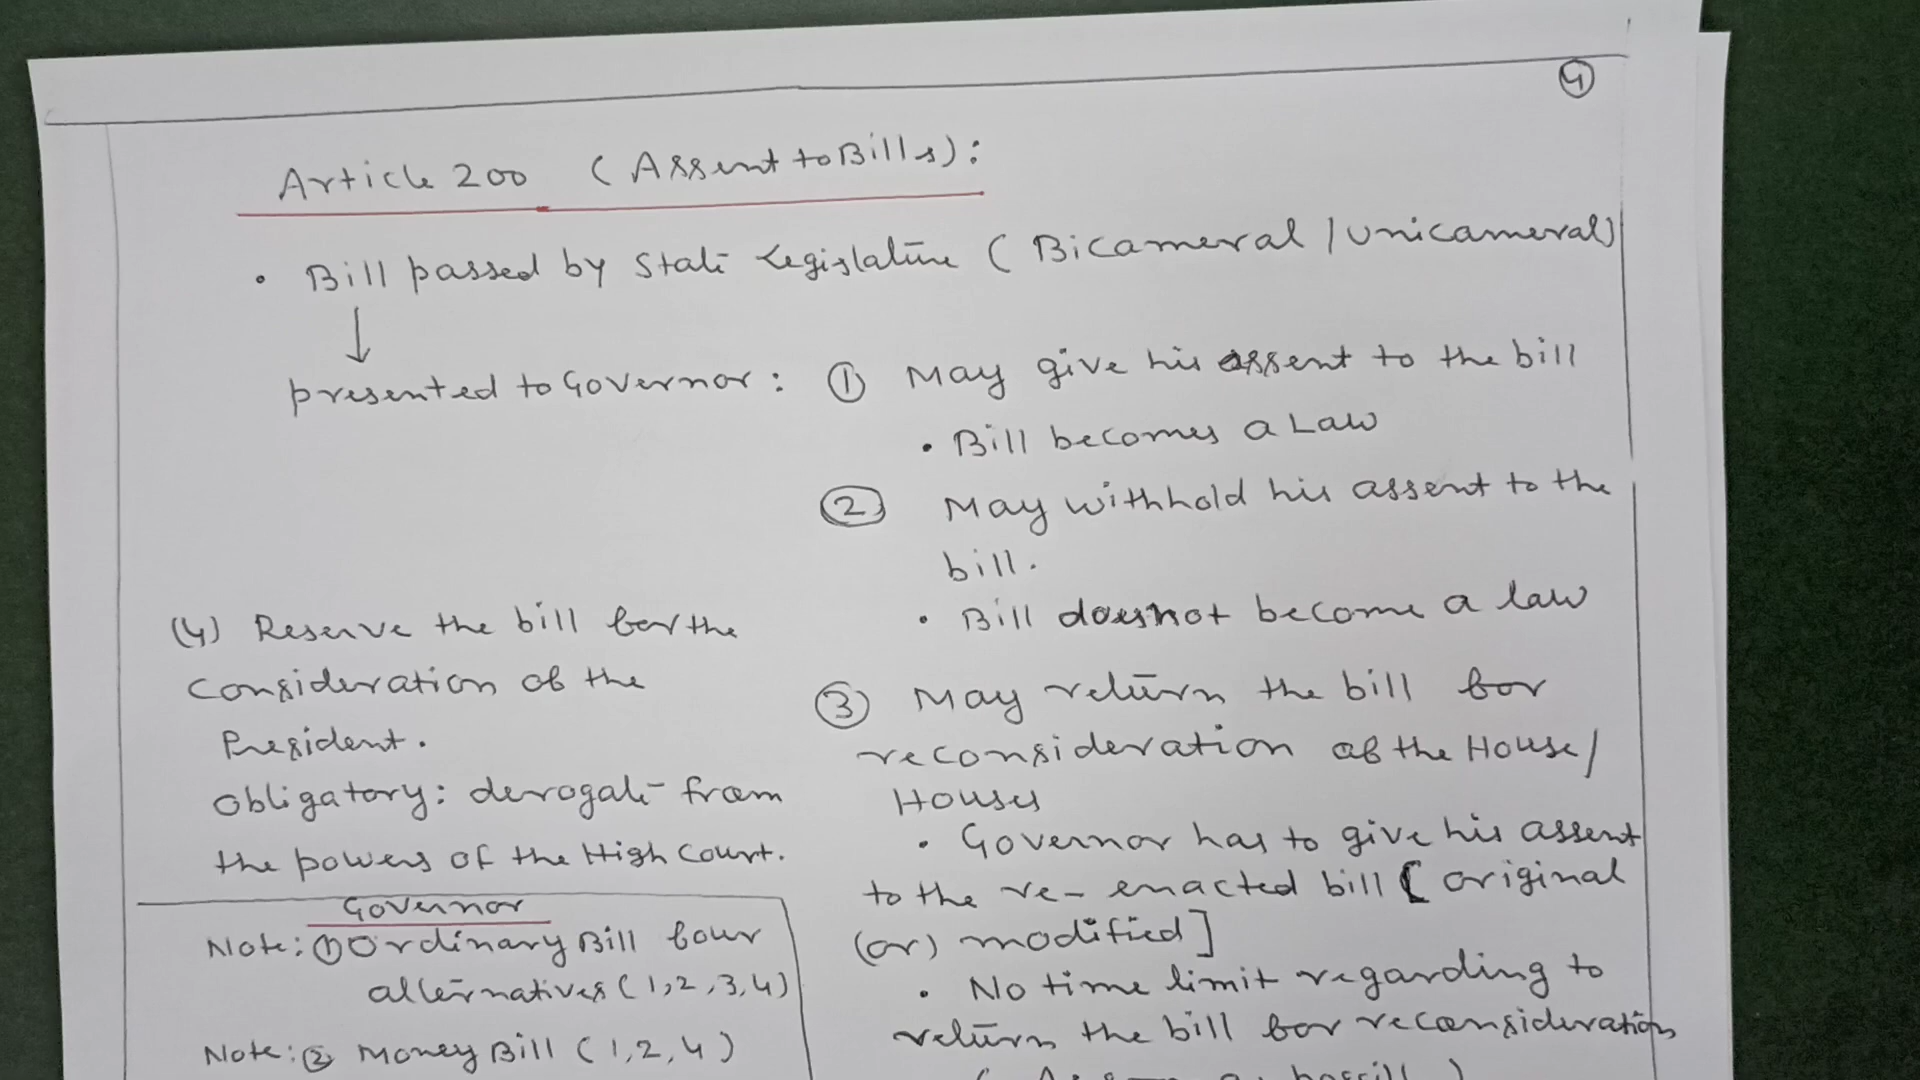 4
Article 200 (Assent to Bills):
• Bill passed by State Legislature (Bicameral / Unicameral)
↓
presented to Governor: ① May give his assent to the bill
• Bill becomes a Law
② May withhold his assent to the
bill.
• Bill does not become a law
③ May return the bill for
reconsideration of the House/
Houses
• Governor has to give his assent
to the re-enacted bill [original
(or) modified]
• No time limit regarding to
return the bill for reconsideration
(4) Reserve the bill for the
Consideration of the
President.
Obligatory: derogate from
the powers of the High Court.
Governor
Note: ① Ordinary Bill four
alternatives (1,2,3,4)
Note: ② Money Bill (1,2,4)